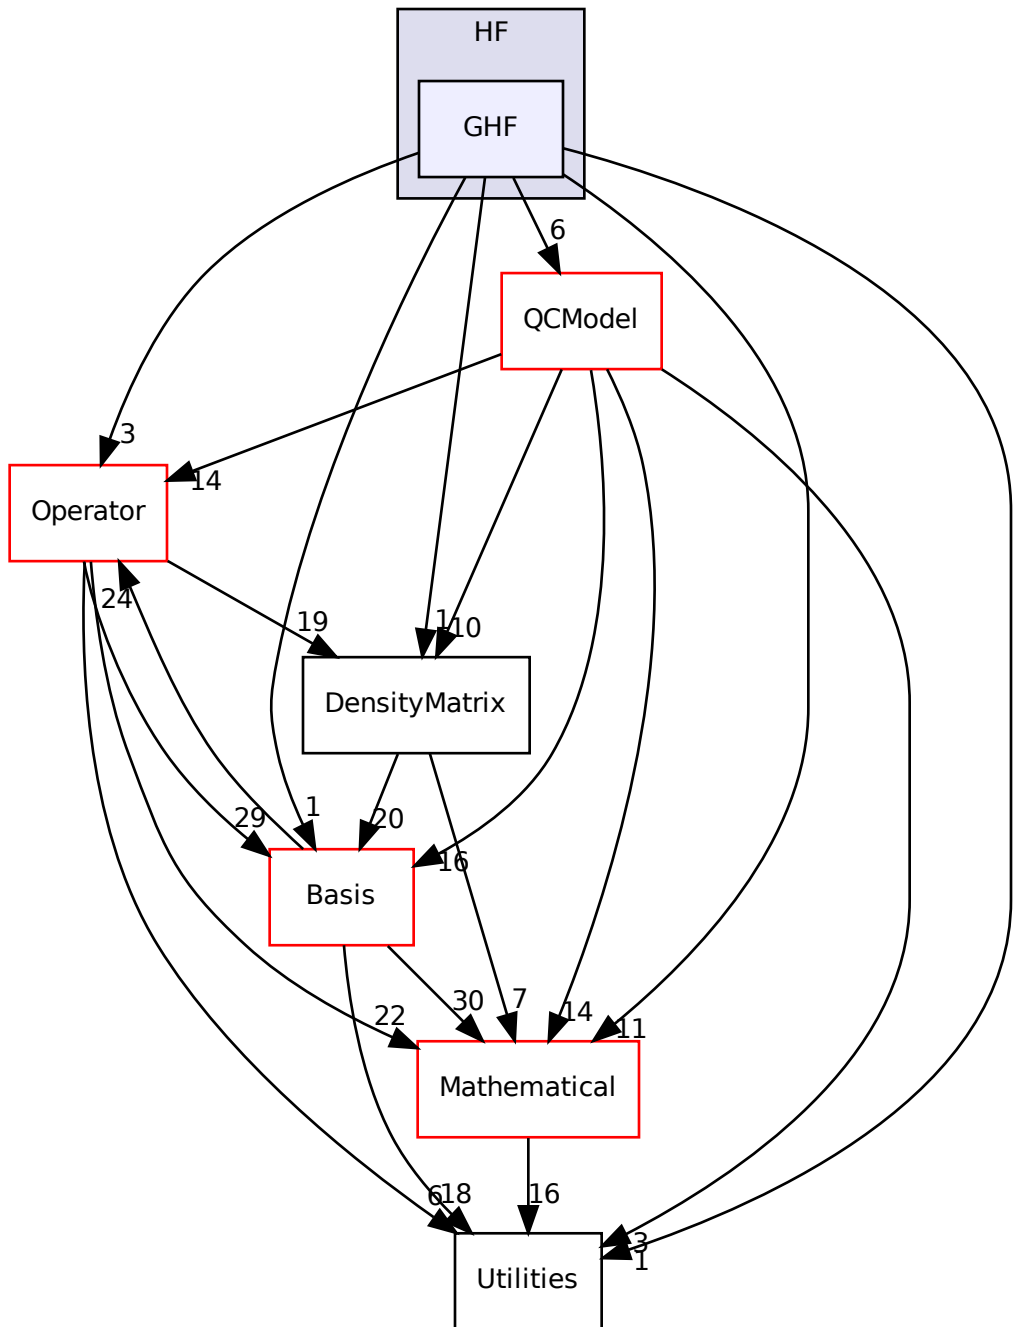 HF
GHF
6
QCModel
3
14
Operator
24
19
1
10
DensityMatrix
29
1
20
16
Basis
30
7
14
22
11
Mathematical
6
18
16
3
1
Utilities